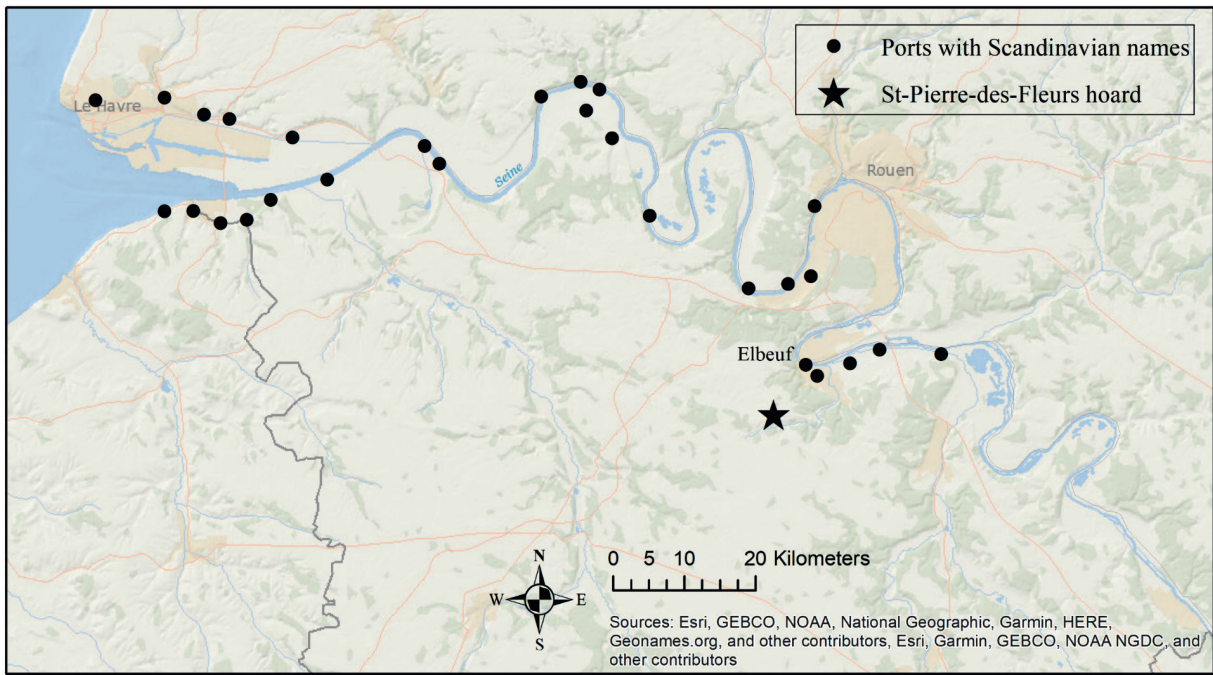 Ports with Scandinavian names
St-Pierre-des-Fleurs hoard
Le Havre
Seine
Rouen
Elbeuf
N
W E
S
0 5 10 20 Kilometers
Sources: Esri, GEBCO, NOAA, National Geographic, Garmin, HERE,
Geonames.org, and other contributors, Esri, Garmin, GEBCO, NOAA NGDC, and
other contributors